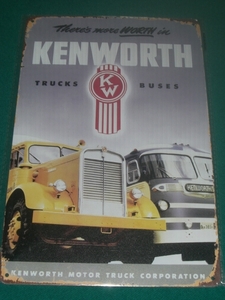 There's more WORTH in
KENWORTH
TRUCKS BUSES
KW
KENWORTH MOTOR TRUCK CORPORATION